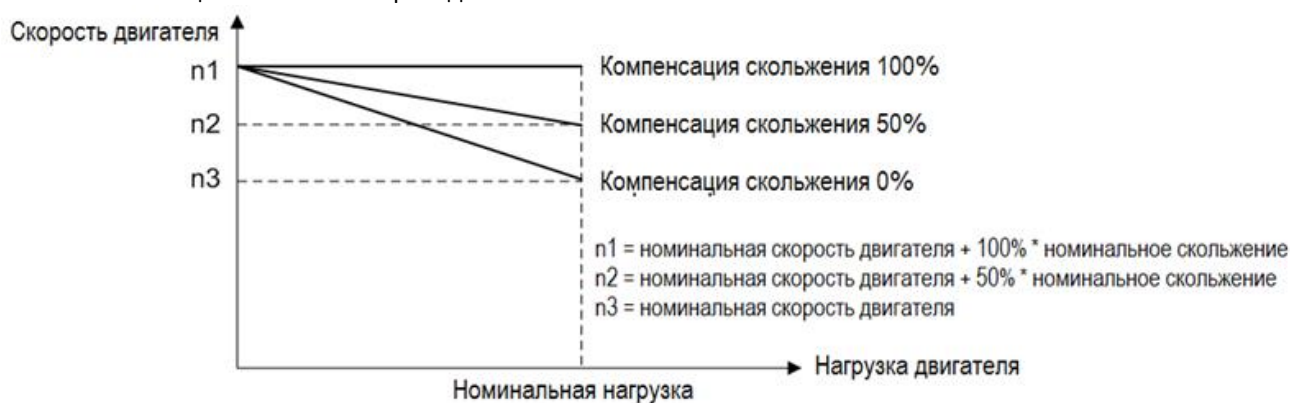 Скорость двигателя
n1
Компенсация скольжения 100%
n2
Компенсация скольжения 50%
n3
Компенсация скольжения 0%
n1 = номинальная скорость двигателя + 100% * номинальное скольжение
n2 = номинальная скорость двигателя + 50% * номинальное скольжение
n3 = номинальная скорость двигателя
Нагрузка двигателя
Номинальная нагрузка